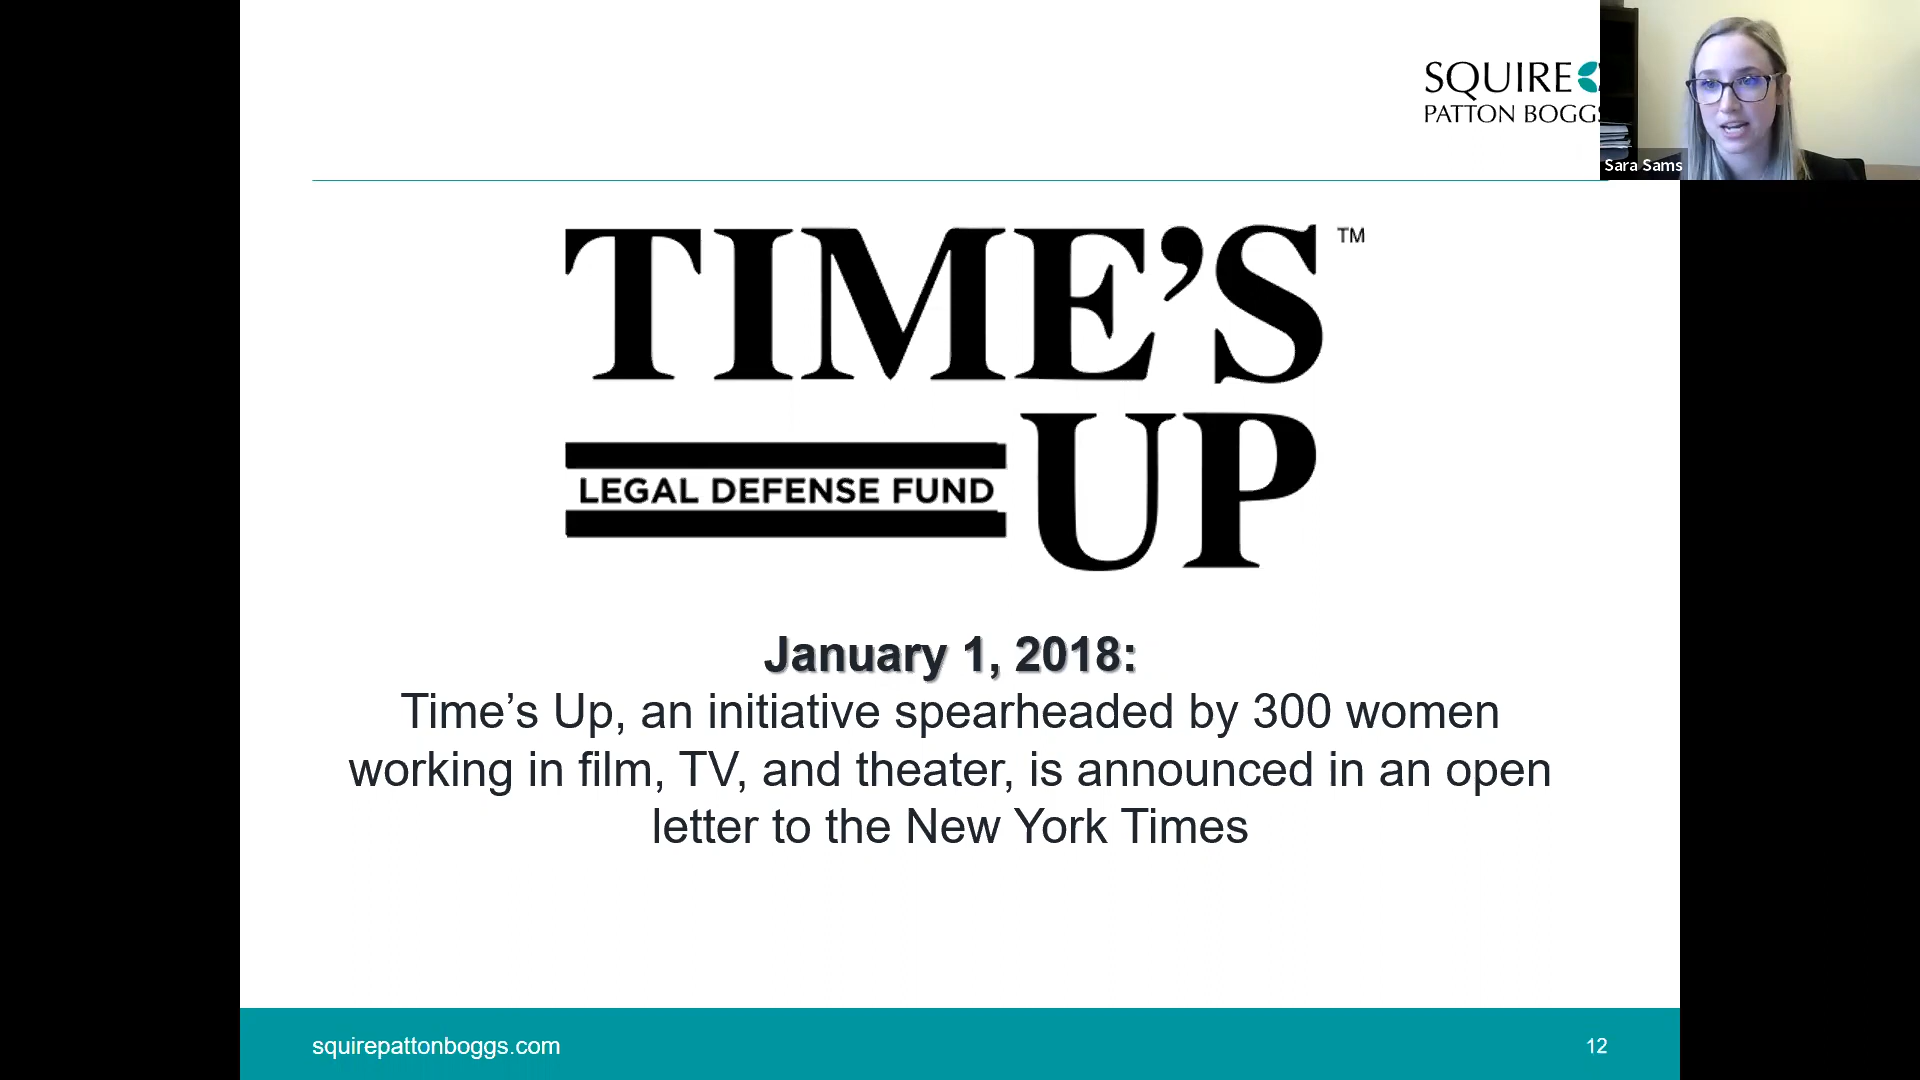 SQUIRE
PATTON BOGGS
Sara Sams
TIME’S ™
UP
LEGAL DEFENSE FUND
January 1, 2018:
Time’s Up, an initiative spearheaded by 300 women
working in film, TV, and theater, is announced in an open
letter to the New York Times
squirepattonboggs.com
12